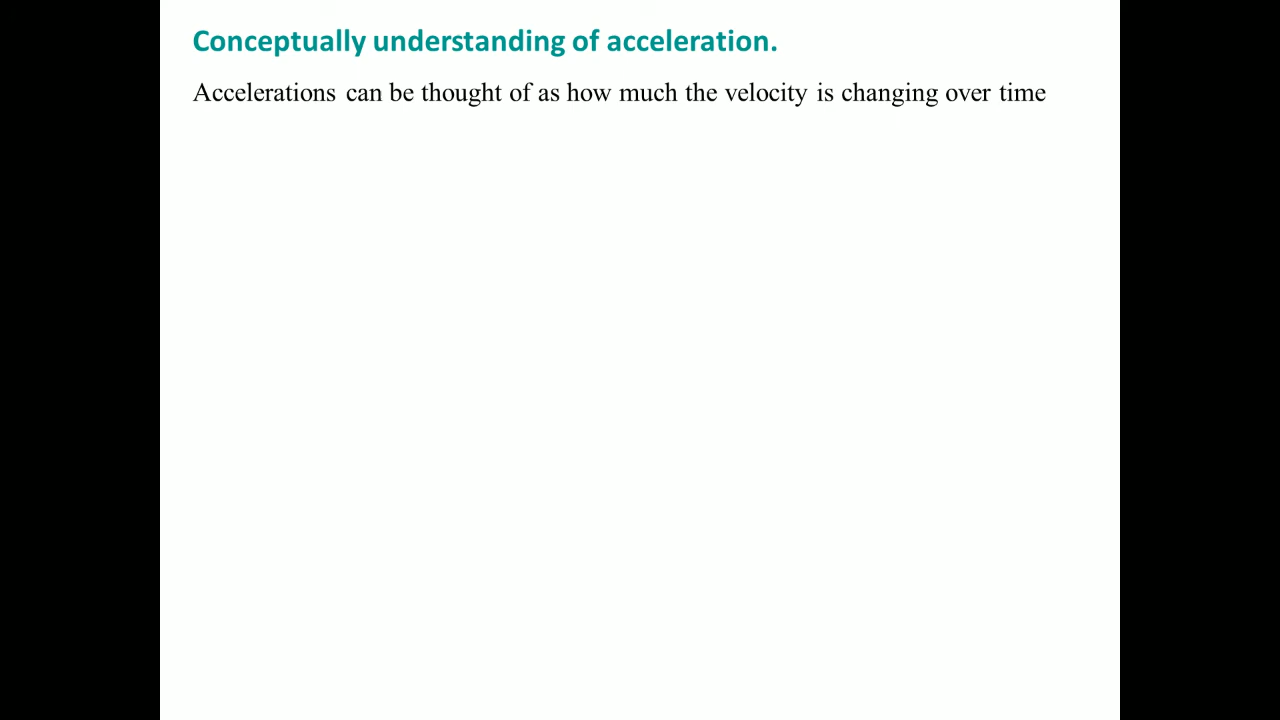 Conceptually understanding of acceleration.
Accelerations can be thought of as how much the velocity is changing over time